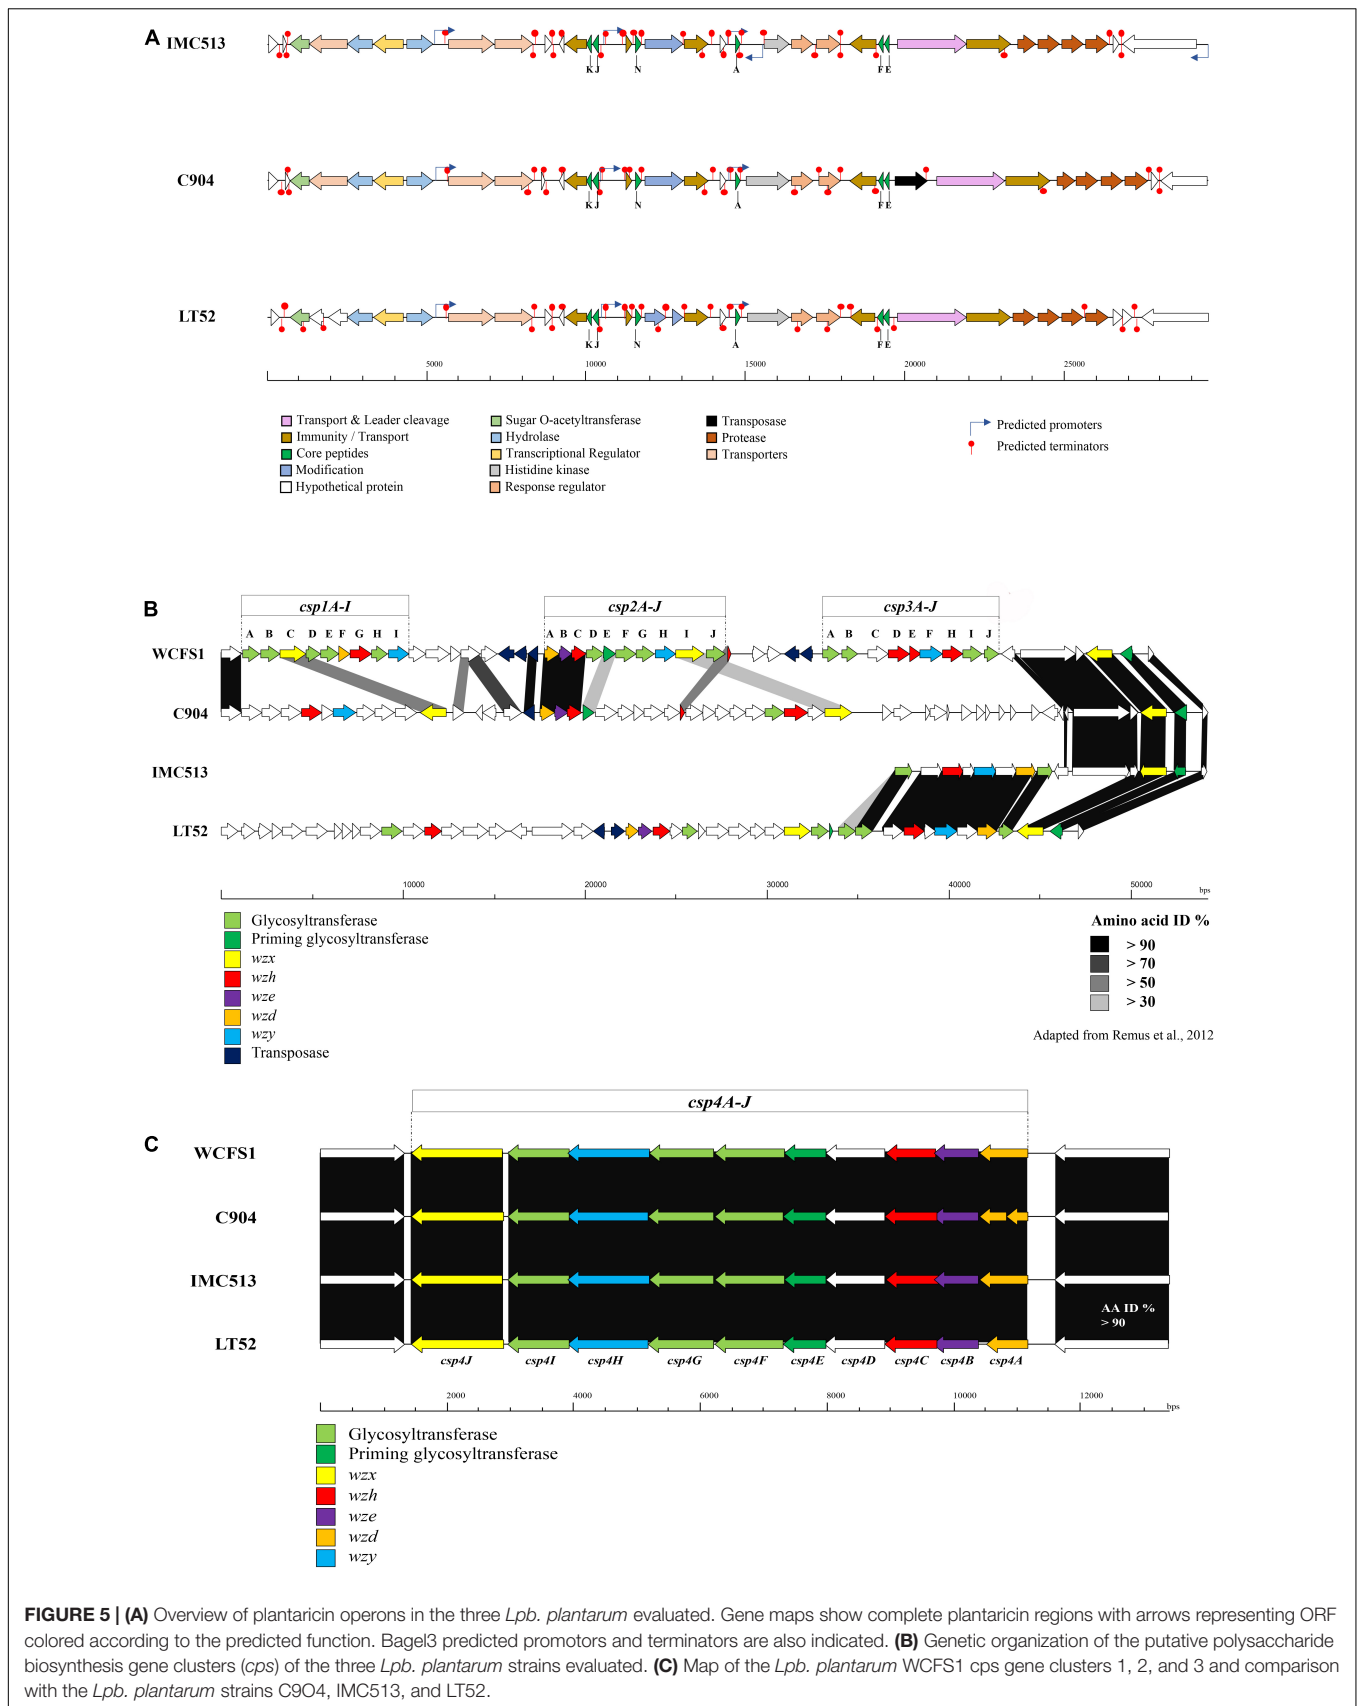 A
IMC513
K J N A F E
C904
K J N A F E
LT52
K J N A F E
5000 10000 15000 20000 25000
Transport & Leader cleavage
Immunity / Transport
Core peptides
Modification
Hypothetical protein
Sugar O-acetyltransferase
Hydrolase
Transcriptional Regulator
Histidine kinase
Response regulator
Transposase
Protease
Transporters
Predicted promoters
Predicted terminators
B
csp1A-I csp2A-J csp3A-J
A B C D E F G H I A B C D E F G H I J A B C D E F H I J
WCFS1
C904
IMC513
LT52
10000 20000 30000 40000 50000 bps
Glycosyltransferase
Priming glycosyltransferase
wzx
wzh
wze
wzd
wzy
Transposase
Amino acid ID %
> 90
> 70
> 50
> 30
Adapted from Remus et al., 2012
csp4A-J
C
WCFS1
C904
IMC513
AA ID %
> 90
LT52
csp4J csp4I csp4H csp4G csp4F csp4E csp4D csp4C csp4B csp4A
2000 4000 6000 8000 10000 12000 bps
Glycosyltransferase
Priming glycosyltransferase
wzx
wzh
wze
wzd
wzy
FIGURE 5 | (A) Overview of plantaricin operons in the three Lpb. plantarum evaluated. Gene maps show complete plantaricin regions with arrows representing ORF
colored according to the predicted function. Bagel3 predicted promotors and terminators are also indicated. (B) Genetic organization of the putative polysaccharide
biosynthesis gene clusters (cps) of the three Lpb. plantarum strains evaluated. (C) Map of the Lpb. plantarum WCFS1 cps gene clusters 1, 2, and 3 and comparison
with the Lpb. plantarum strains C9O4, IMC513, and LT52.